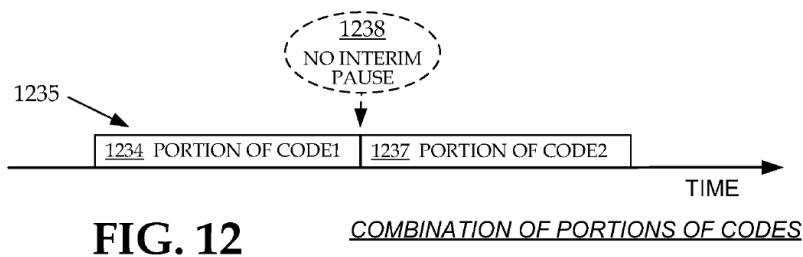 1238
NO INTERIM
PAUSE
1235
1234 PORTION OF CODE1
1237 PORTION OF CODE2
TIME
FIG. 12
COMBINATION OF PORTIONS OF CODES